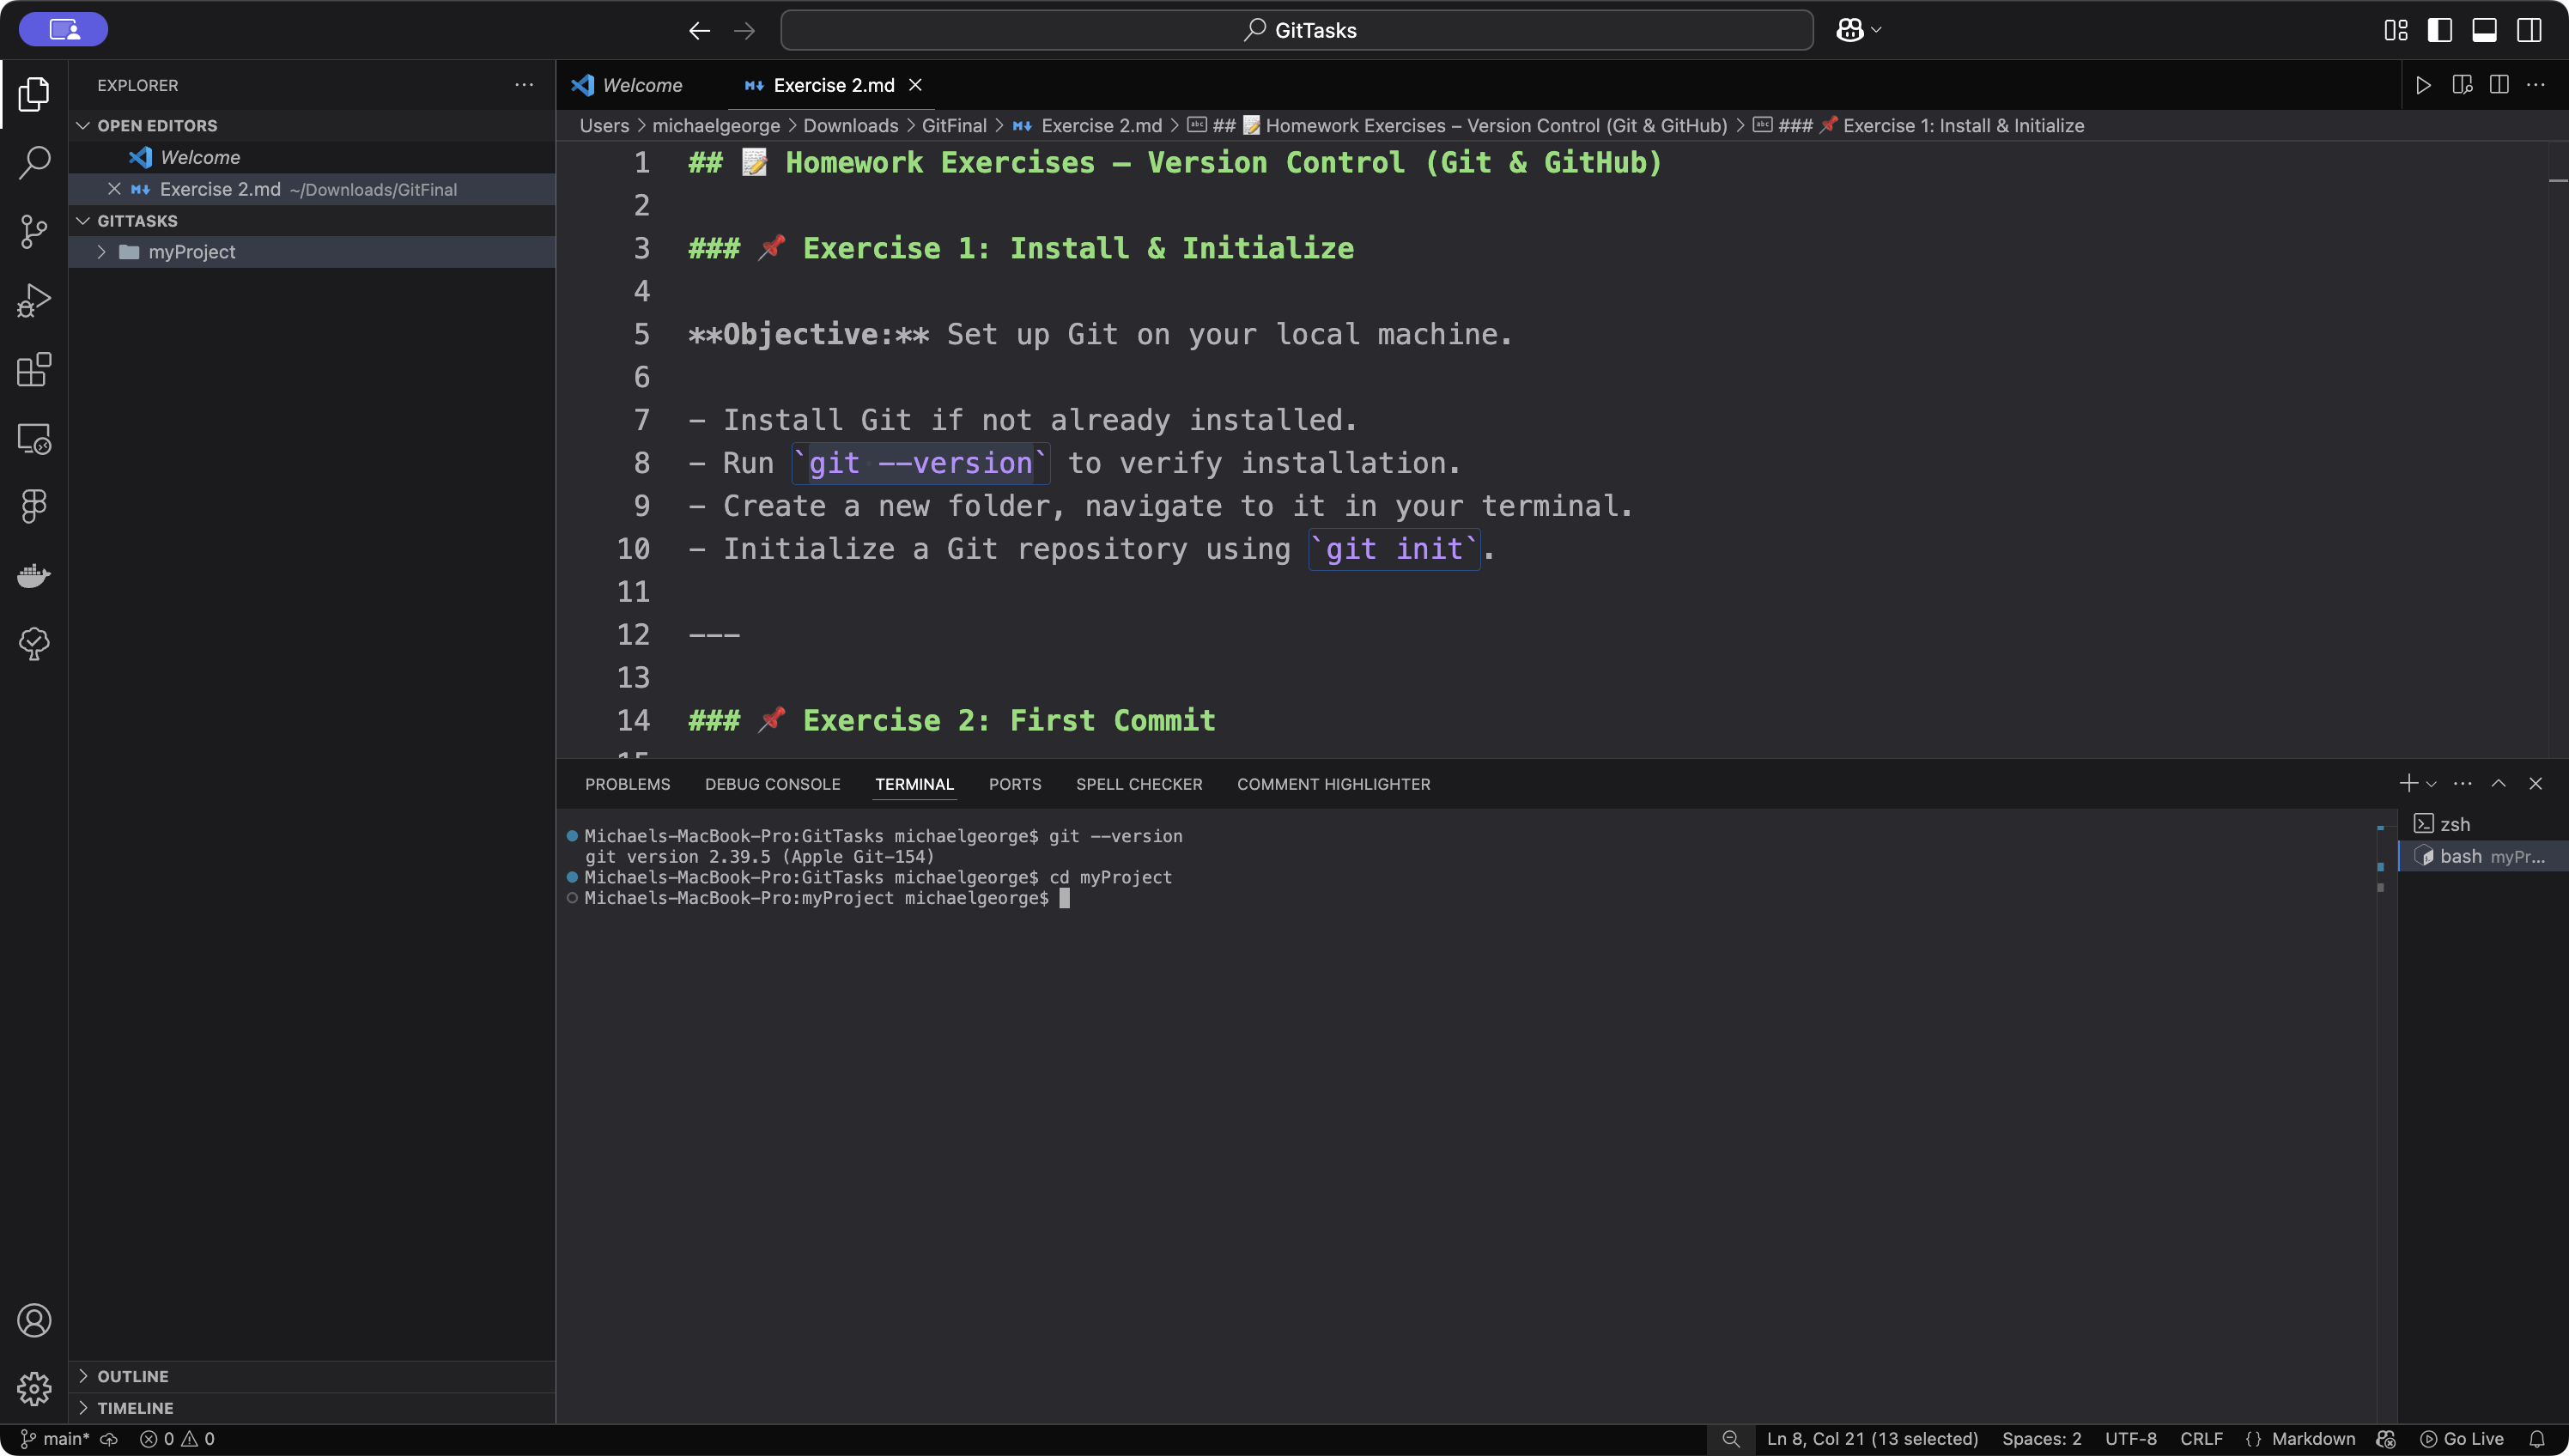 GitTasks
EXPLORER
OPEN EDITORS
Welcome
Exercise 2.md ~/Downloads/GitFinal
GITTASKS
myProject
OUTLINE
TIMELINE
Welcome
Exercise 2.md
Users > michaelgeorge > Downloads > GitFinal > Exercise 2.md > ## 📝 Homework Exercises – Version Control (Git & GitHub) > ### 📌 Exercise 1: Install & Initialize
1 ## 📝 Homework Exercises – Version Control (Git & GitHub)
2
3 ### 📌 Exercise 1: Install & Initialize
4
5 **Objective:** Set up Git on your local machine.
6
7 - Install Git if not already installed.
8 - Run `git --version` to verify installation.
9 - Create a new folder, navigate to it in your terminal.
10 - Initialize a Git repository using `git init`.
11
12 ---
13
14 ### 📌 Exercise 2: First Commit
15
PROBLEMS DEBUG CONSOLE TERMINAL PORTS SPELL CHECKER COMMENT HIGHLIGHTER
Michaels-MacBook-Pro:GitTasks michaelgeorge$ git --version
git version 2.39.5 (Apple Git-154)
Michaels-MacBook-Pro:GitTasks michaelgeorge$ cd myProject
Michaels-MacBook-Pro:myProject michaelgeorge$
zsh
bash myPr...
main* 0 0
Ln 8, Col 21 (13 selected) Spaces: 2 UTF-8 CRLF {} Markdown Go Live